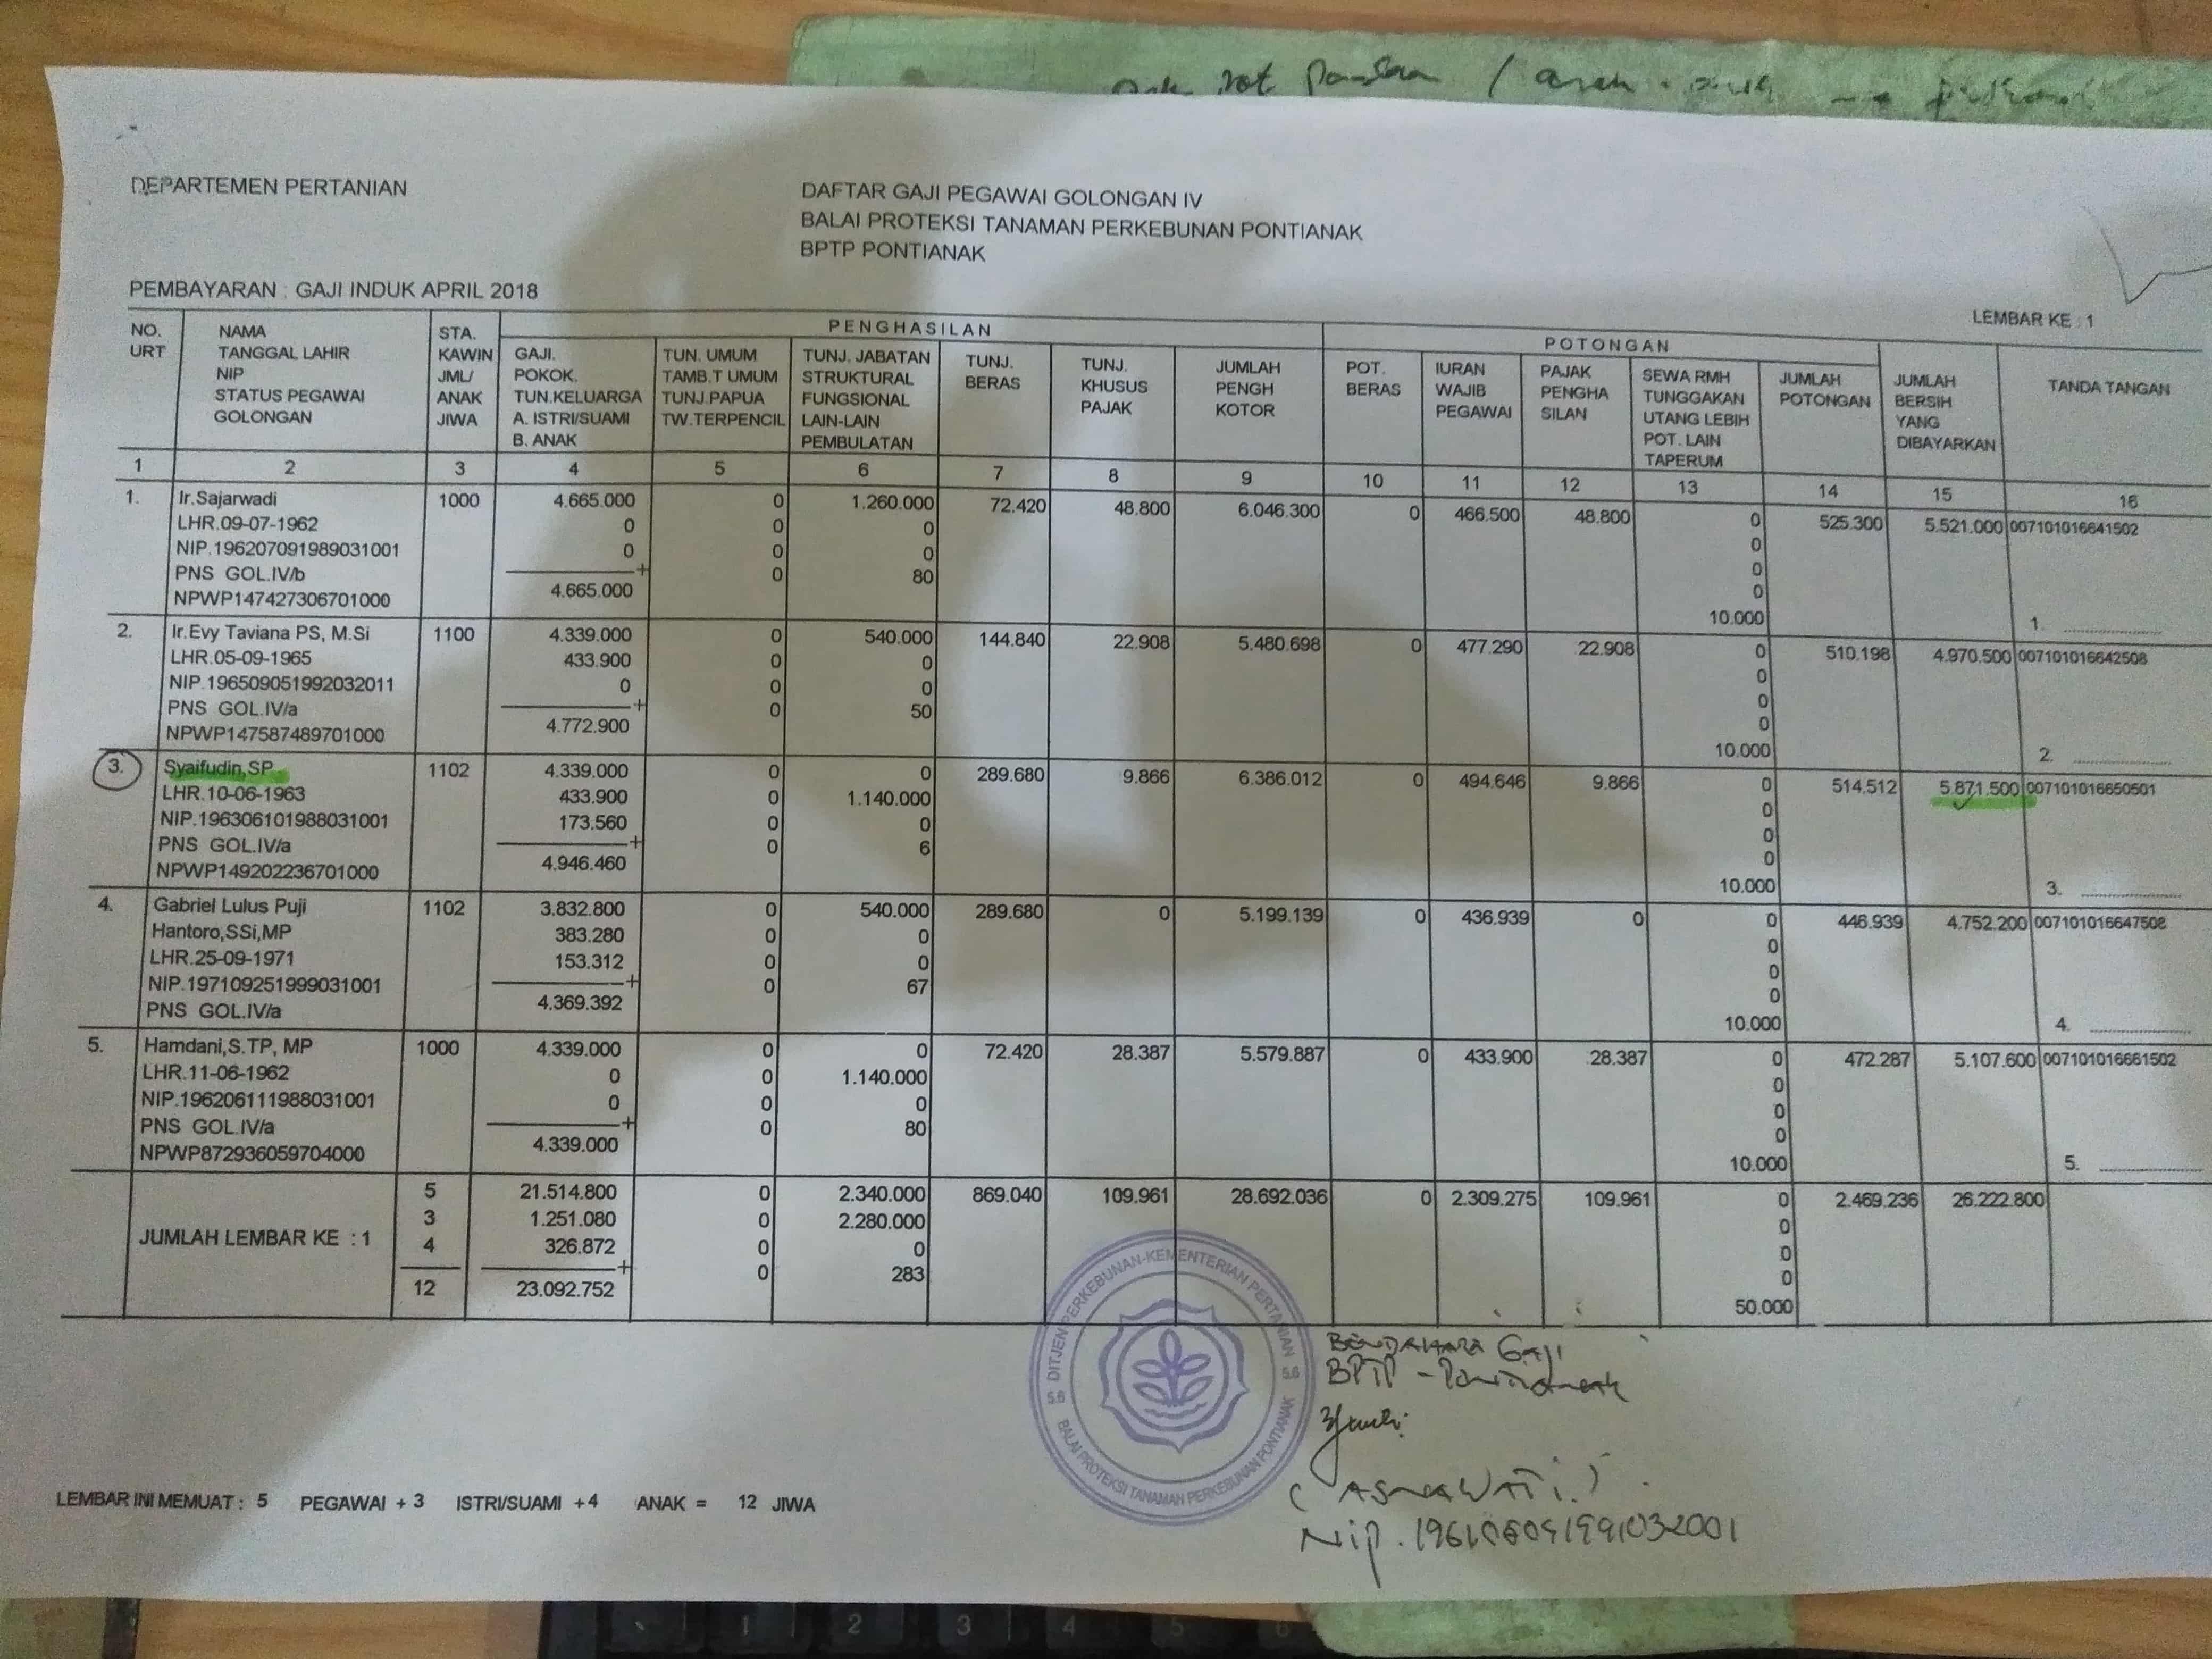 DEPARTEMEN PERTANIAN
DAFTAR GAJI PEGAWAI GOLONGAN IV
BALAI PROTEKSI TANAMAN PERKEBUNAN PONTIANAK
BPTP PONTIANAK
PEMBAYARAN : GAJI INDUK APRIL 2018
LEMBAR KE : 1
NO. URT
NAMA
TANGGAL LAHIR
NIP
STATUS PEGAWAI
GOLONGAN
STA. KAWIN JML/ ANAK JIWA
PENGHASILAN
GAJI. POKOK. TUN.KELUARGA A. ISTRI/SUAMI B. ANAK
TUN. UMUM TAMB.T UMUM TUNJ.PAPUA TW.TERPENCIL
TUNJ. JABATAN STRUKTURAL FUNGSIONAL LAIN-LAIN PEMBULATAN
TUNJ. BERAS
TUNJ. KHUSUS PAJAK
JUMLAH PENGH KOTOR
POTONGAN
POT. BERAS
IURAN WAJIB PEGAWAI
PAJAK PENGHA SILAN
SEWA RMH TUNGGAKAN UTANG LEBIH POT. LAIN TAPERUM
JUMLAH POTONGAN
JUMLAH BERSIH YANG DIBAYARKAN
TANDA TANGAN
1 2 3 4 5 6 7 8 9 10 11 12 13 14 15 16
1. Ir.Sajarwadi 1000 4.665.000 0 1.260.000 72.420 48.800 6.046.300 0 466.500 48.800 0 525.300 5.521.000 007101016641502
LHR.09-07-1962 0 0 0 0
NIP.196207091989031001 0 0 0 0
PNS GOL.IV/b + 0 80 0
NPWP147427306701000 4.665.000 10.000 1. ..............
2. Ir.Evy Taviana PS, M.Si 1100 4.339.000 0 540.000 144.840 22.908 5.480.698 0 477.290 22.908 0 510.198 4.970.500 007101016642508
LHR.05-09-1965 433.900 0 0 0
NIP.196509051992032011 0 0 0 0
PNS GOL.IV/a + 0 50 0
NPWP147587489701000 4.772.900 10.000 2. ..............
3. Syaifudin,SP 1102 4.339.000 0 0 289.680 9.866 6.386.012 0 494.646 9.866 0 514.512 5.871.500 007101016650501
LHR.10-06-1963 433.900 0 1.140.000 0
NIP.196306101988031001 173.560 0 0 0
PNS GOL.IV/a + 0 6 0
NPWP149202236701000 4.946.460 10.000 3. ..............
4. Gabriel Lulus Puji 1102 3.832.800 0 540.000 289.680 0 5.199.139 0 436.939 0 0 446.939 4.752.200 007101016647508
Hantoro,SSi,MP 383.280 0 0 0
LHR.25-09-1971 153.312 0 0 0
NIP.197109251999031001 + 0 67 0
PNS GOL.IV/a 4.369.392 10.000 4. ..............
5. Hamdani,S.TP, MP 1000 4.339.000 0 0 72.420 28.387 5.579.887 0 433.900 28.387 0 472.287 5.107.600 007101016661502
LHR.11-06-1962 0 0 1.140.000 0
NIP.196206111988031001 0 0 0 0
PNS GOL.IV/a + 0 80 0
NPWP872936059704000 4.339.000 10.000 5. ..............
5 21.514.800 0 2.340.000 869.040 109.961 28.692.036 0 2.309.275 109.961 0 2.469.236 26.222.800
3 1.251.080 0 2.280.000 0
JUMLAH LEMBAR KE : 1 4 326.872 0 0 0
+ 0 283 0
12 23.092.752 50.000
DITJEN PERKEBUNAN-KEMENTERIAN PERTANIAN
5.6 5.6
BALAI PROTEKSI TANAMAN PERKEBUNAN PONTIANAK
BENDAHARA GAJI
BPTP - Pontianak
(ASMAWATI.)
Nip.
LEMBAR INI MEMUAT : 5 PEGAWAI + 3 ISTRI/SUAMI + 4 ANAK = 12 JIWA
1 2 3 4 5 6